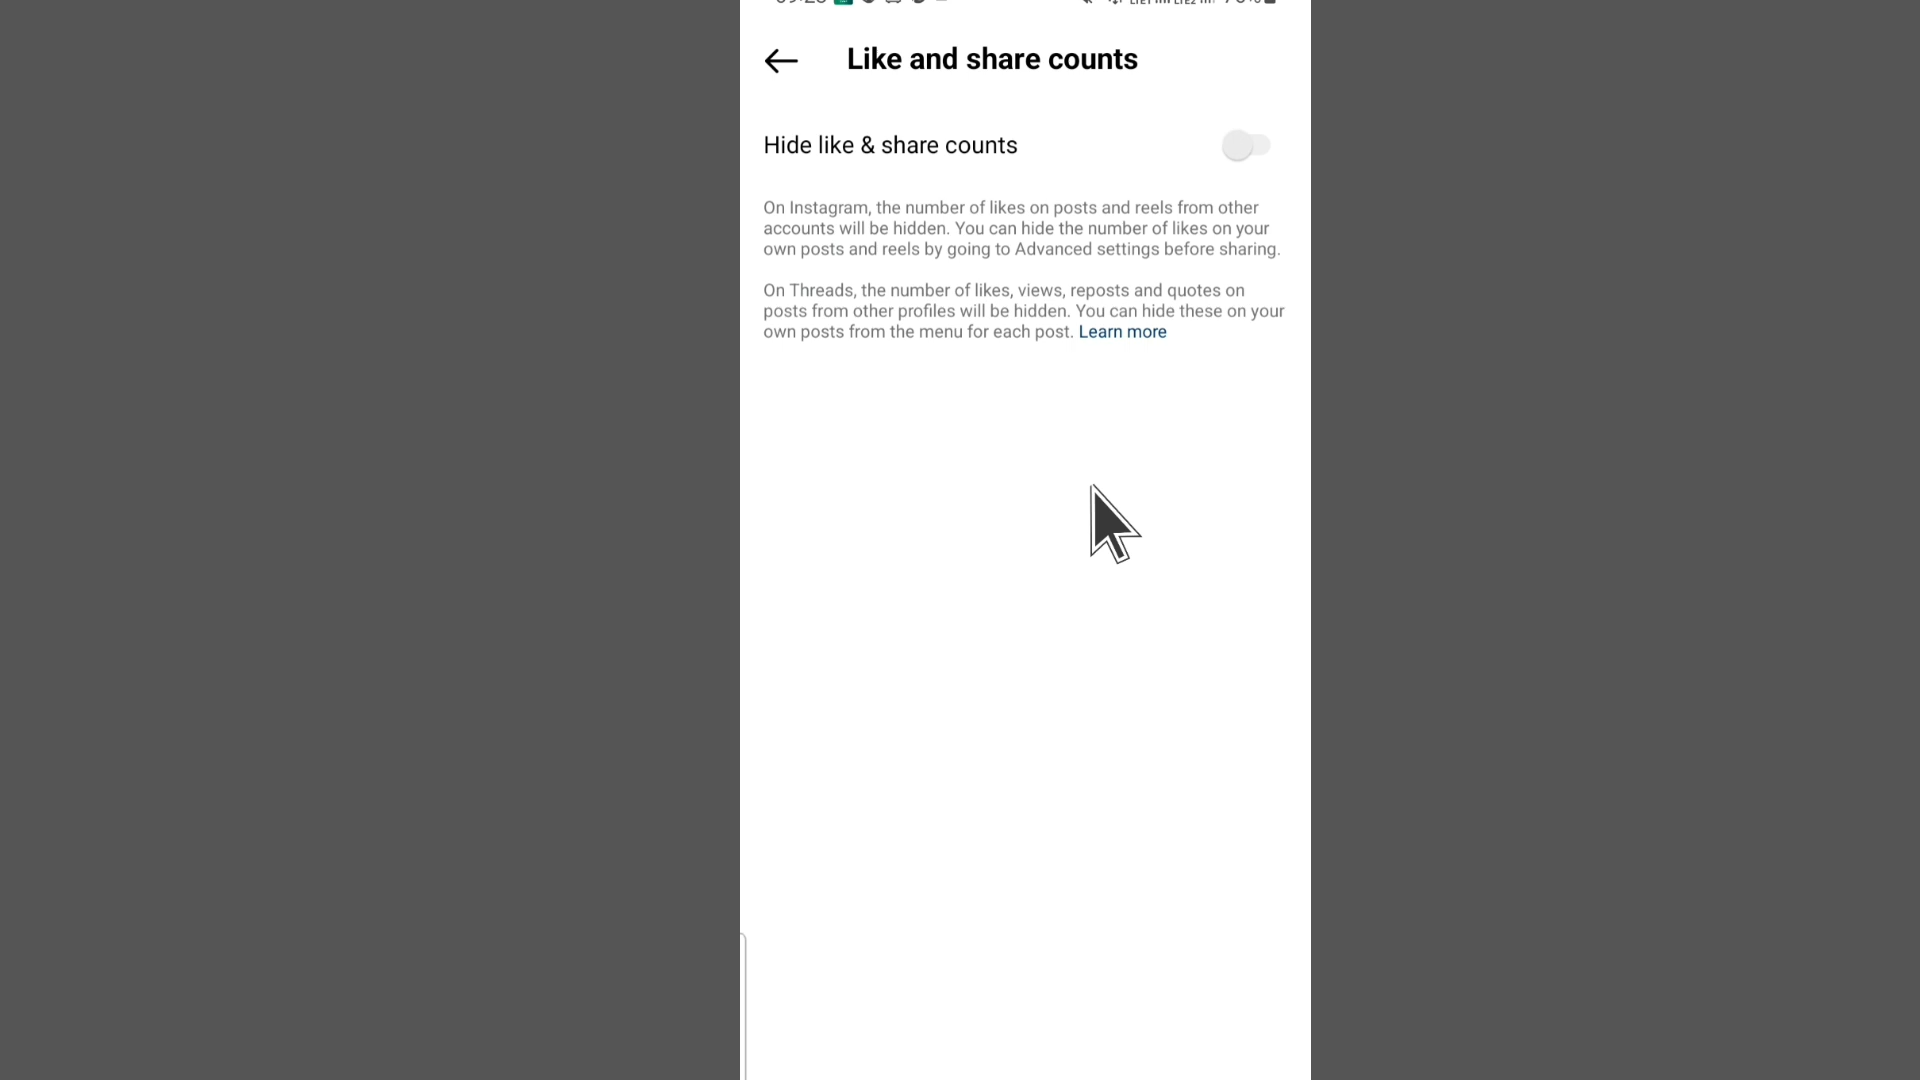 Like and share counts
Hide like & share counts
On Instagram, the number of likes on posts and reels from other
accounts will be hidden. You can hide the number of likes on your
own posts and reels by going to Advanced settings before sharing.
On Threads, the number of likes, views, reposts and quotes on
posts from other profiles will be hidden. You can hide these on your
own posts from the menu for each post. Learn more